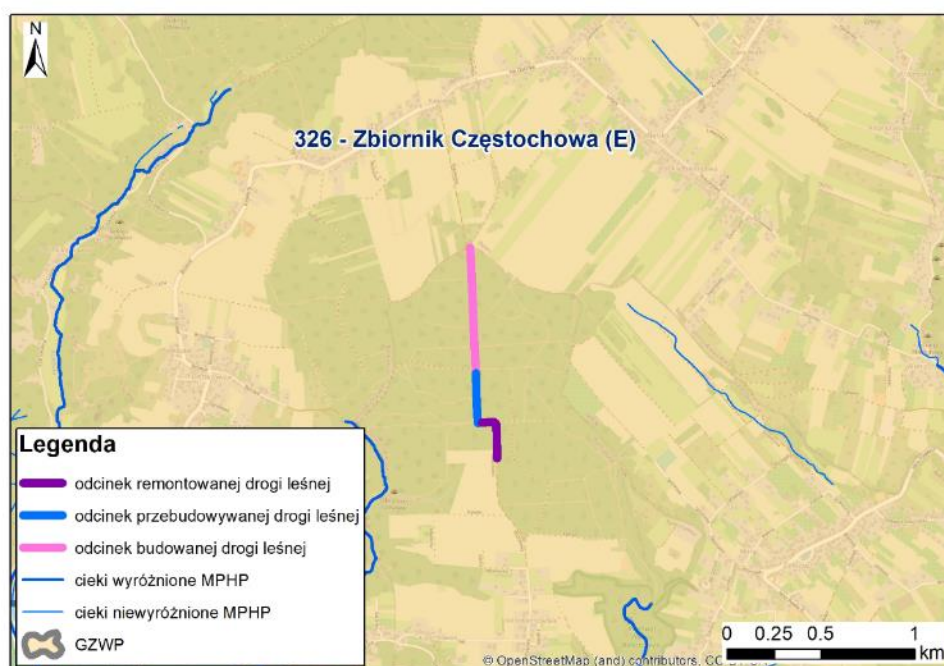 N
326 - Zbiornik Częstochowa (E)
Legenda
odcinek remontowanej drogi leśnej
odcinek przebudowywanej drogi leśnej
odcinek budowanej drogi leśnej
cieki wyróżnione MPHP
cieki niewyróżnione MPHP
GZWP
0 0.25 0.5 1
km
© OpenStreetMap (and) contributors, CC